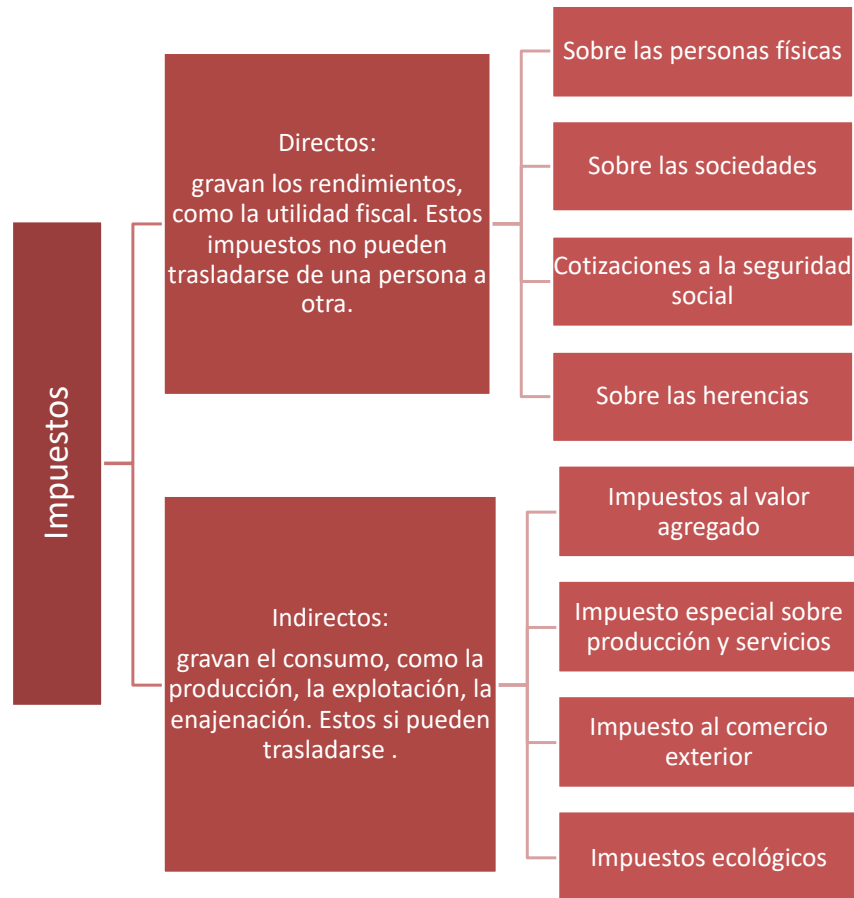 Impuestos
Directos:
gravan los rendimientos,
como la utilidad fiscal. Estos
impuestos no pueden
trasladarse de una persona a
otra.
Sobre las personas físicas
Sobre las sociedades
Cotizaciones a la seguridad
social
Sobre las herencias
Indirectos:
gravan el consumo, como la
producción, la explotación, la
enajenación. Estos si pueden
trasladarse .
Impuestos al valor
agregado
Impuesto especial sobre
producción y servicios
Impuesto al comercio
exterior
Impuestos ecológicos